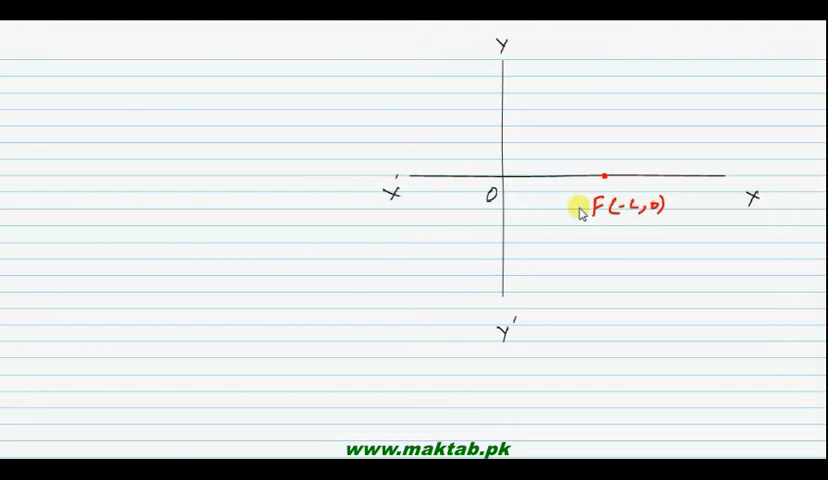 Y
X'
O
F(-c,0)
X
Y'
www.maktab.pk